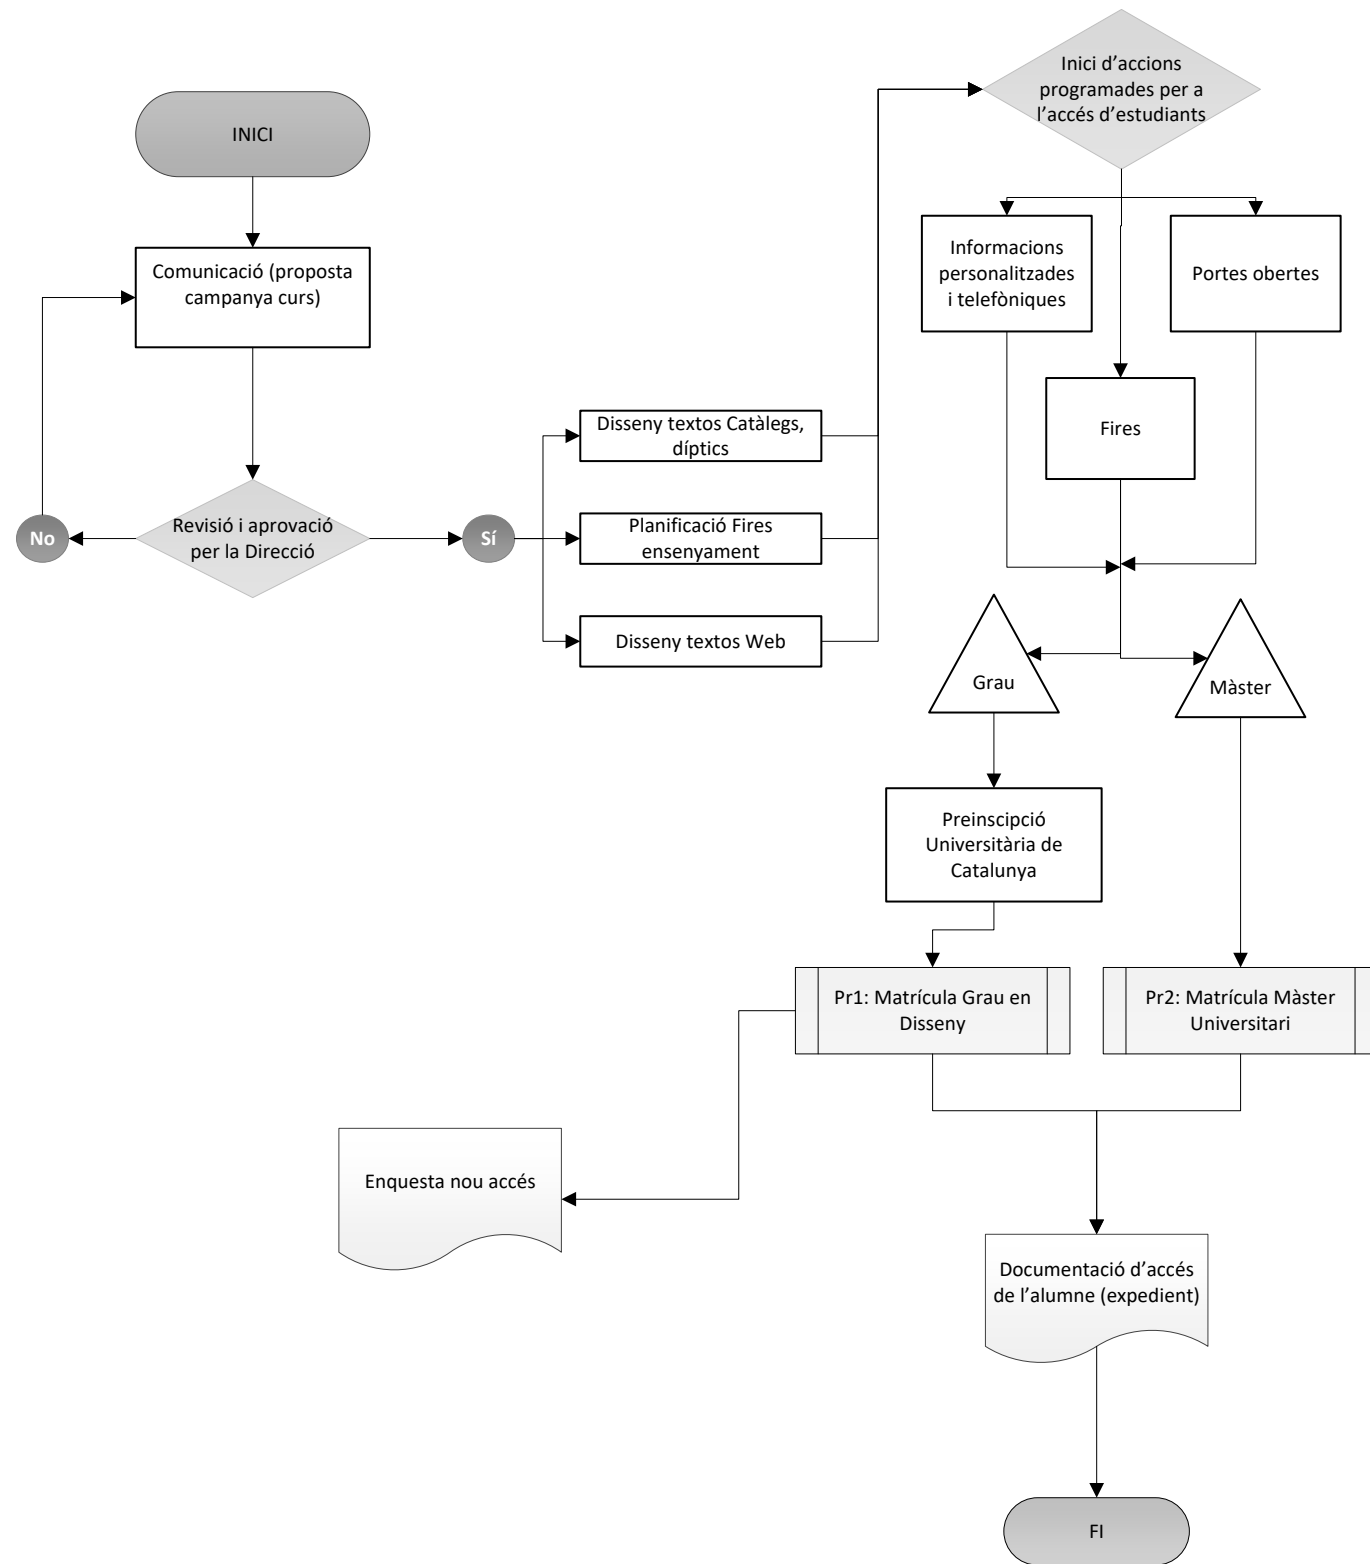 INICI
Comunicació (proposta
campanya curs)
Revisió i aprovació
per la Direcció
No
Sí
Disseny textos Catàlegs,
díptics
Planificació Fires
ensenyament
Disseny textos Web
Inici d’accions
programades per a
l’accés d’estudiants
Informacions
personalitzades
i telefòniques
Portes obertes
Fires
Grau
Màster
Preinscipció
Universitària de
Catalunya
Pr1: Matrícula Grau en
Disseny
Pr2: Matrícula Màster
Universitari
Enquesta nou accés
Documentació d’accés
de l’alumne (expedient)
FI